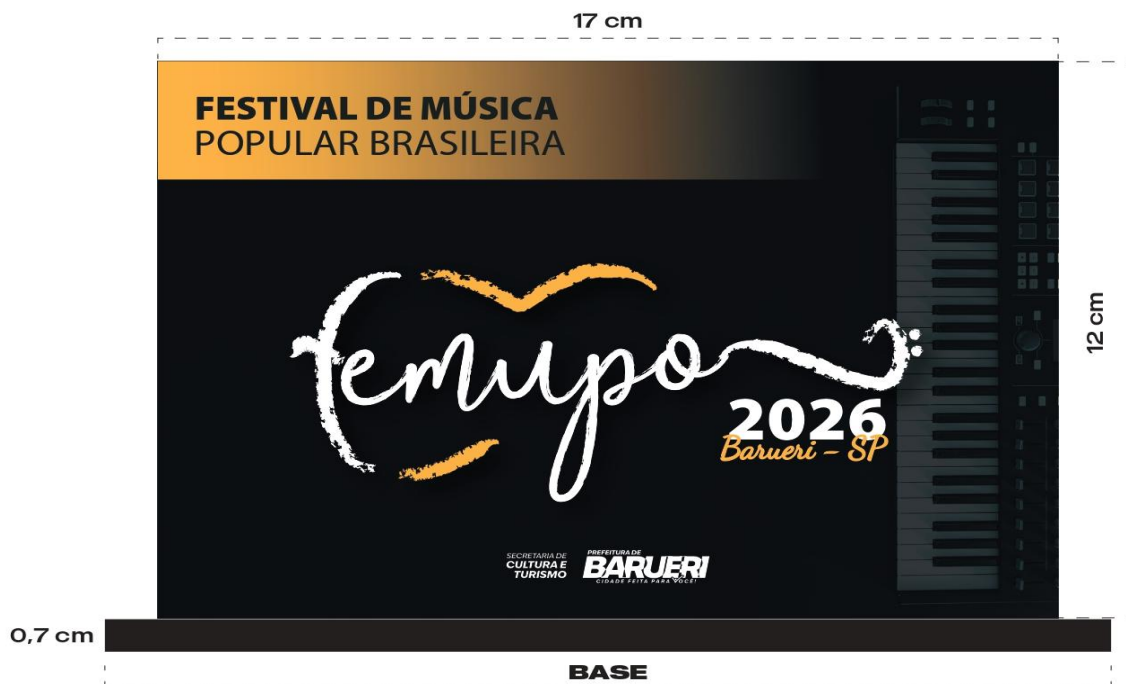 17 cm
FESTIVAL DE MÚSICA
POPULAR BRASILEIRA
femupo
12 cm
2026
Barueri – SP
SECRETARIA DE
CULTURA E
TURISMO
PREFEITURA DE
BARUERI
CIDADE FEITA PARA VOCÊ!
0,7 cm
BASE